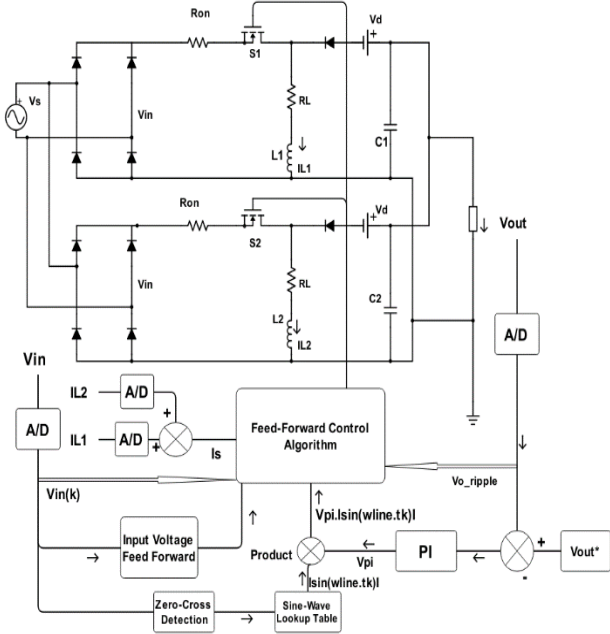 Ron
S1
Vd
+
Vs
+
Vin
RL
L1
IL1
C1
Ron
S2
Vd
+
Vin
RL
L2
IL2
C2
Vout
A/D
Vin
A/D
IL2
A/D
+
IL1
A/D
+
Is
Feed-Forward Control
Algorithm
Vin(k)
Vo_ripple
Vpi.Isin(wline.tk)I
Input Voltage
Feed Forward
Product
Vpi
PI
+
-
Vout*
Isin(wline.tk)I
Zero-Cross
Detection
Sine-Wave
Lookup Table